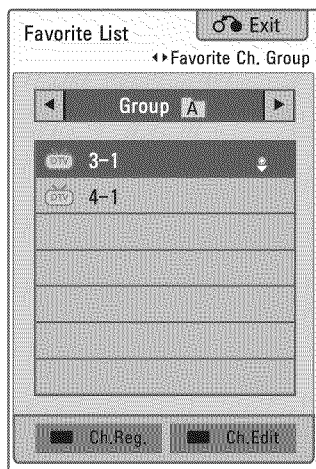 Favorite List
Exit
Favorite Ch. Group
Group A
DTV 3-1
DTV 4-1
Ch.Reg.
Ch.Edit